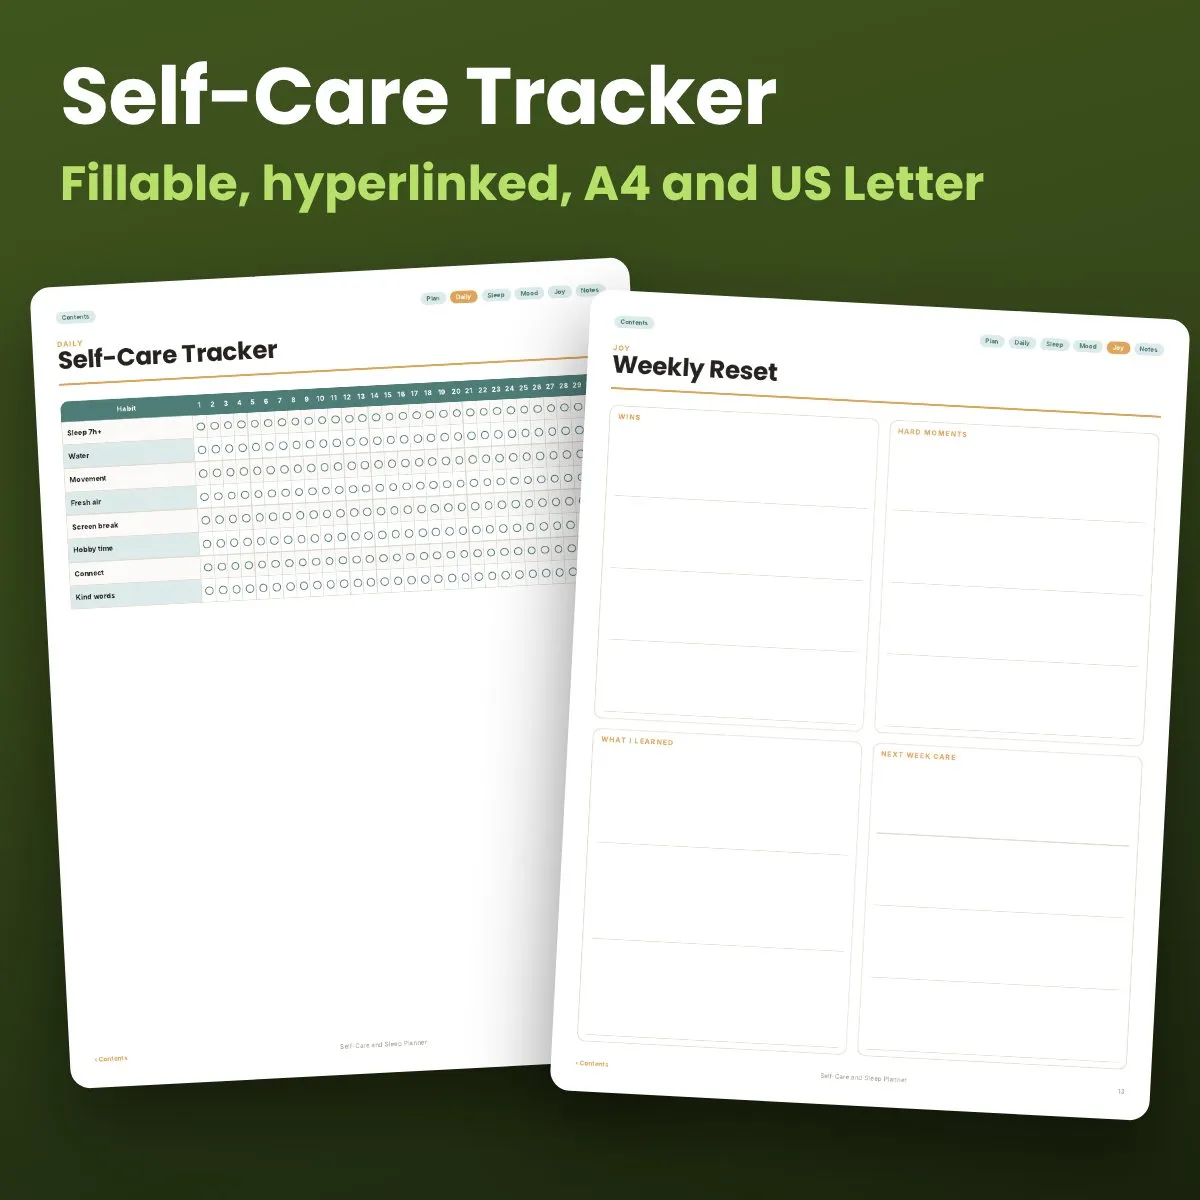 Self-Care Tracker
Fillable, hyperlinked, A4 and US Letter
Contents
Plan Daily Sleep Mood Joy Notes
DAILY
Self-Care Tracker
Habit 1 2 3 4 5 6 7 8 9 10 11 12 13 14 15 16 17 18 19 20 21 22 23 24 25 26 27 28 29
Sleep 7h+
Water
Movement
Fresh air
Screen break
Hobby time
Connect
Kind words
‹ Contents
Self-Care and Sleep Planner
Contents
Plan Daily Sleep Mood Joy Notes
JOY
Weekly Reset
WINS
HARD MOMENTS
WHAT I LEARNED
NEXT WEEK CARE
‹ Contents
Self-Care and Sleep Planner
13